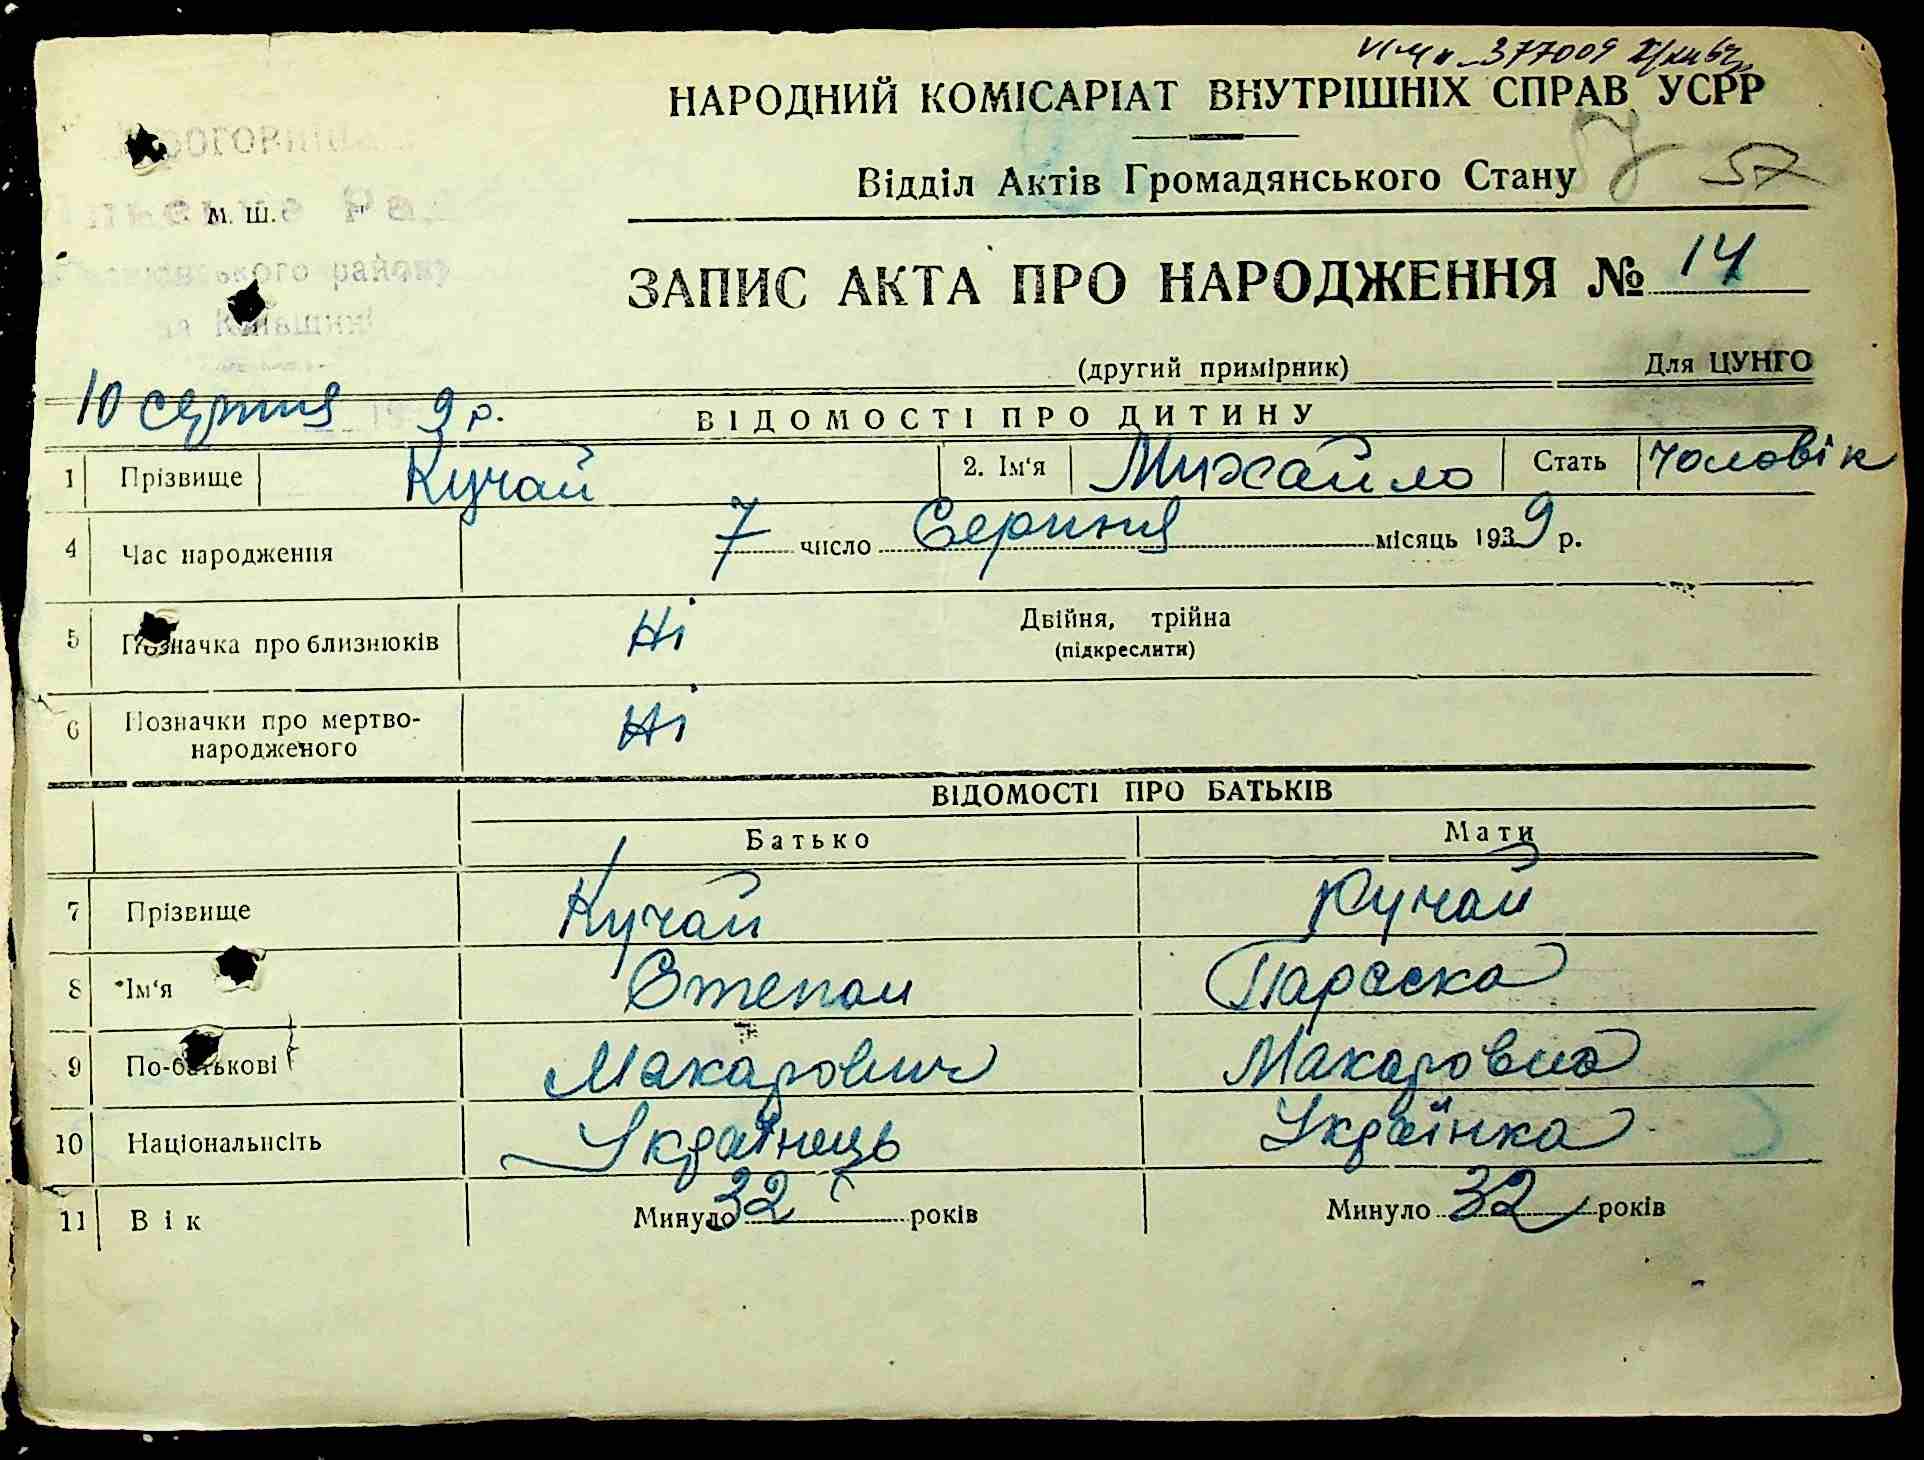 377009
НАРОДНИЙ КОМІСАРІАТ ВНУТРІШНІХ СПРАВ УСРР
Відділ Актів Громадянського Стану
57
М. Ш.
району
ЗАПИС АКТА ПРО НАРОДЖЕННЯ № 14
(другий примірник) Для ЦУНГО
10 серпня 9 р.
ВІДОМОСТІ ПРО ДИТИНУ
1 Прізвище Кучай 2. Ім'я Михайло Стать чоловік
4 Час народження 7 число Серпня місяць 1939 р.
5 Позначка про близнюків Ні Двійня, трійна
(підкреслити)
6 Позначки про мертво-
народженого Ні
ВІДОМОСТІ ПРО БАТЬКІВ
Батько Мати
7 Прізвище Кучай Кучай
8 Ім'я Степан Параска
9 По-батькові Макарович Макаровна
10 Національність Українець Українка
11 Вік Минуло 32 років Минуло 32 років